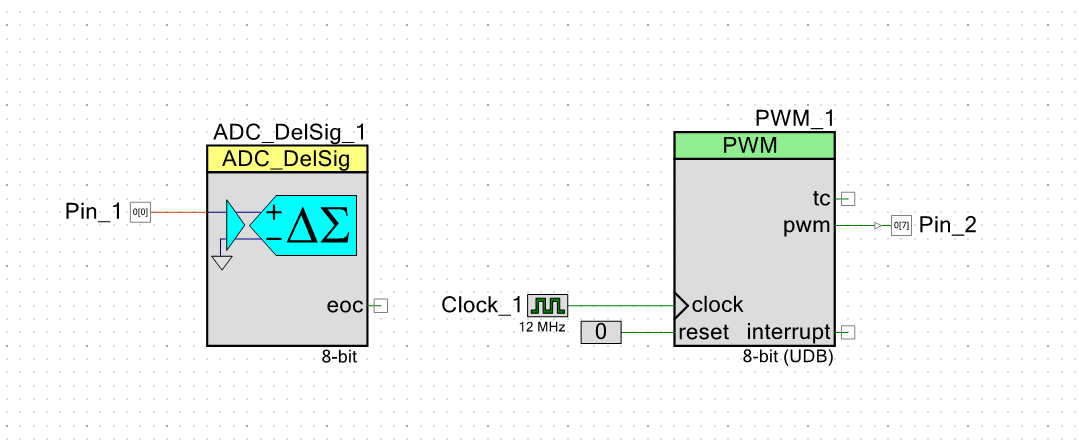 ADC_DelSig_1
ADC_DelSig
Pin_1
0[0]
+
ΔΣ
−
eoc
8-bit
PWM_1
PWM
tc
pwm
0[7]
Pin_2
Clock_1
12 MHz
clock
0
reset
interrupt
8-bit (UDB)